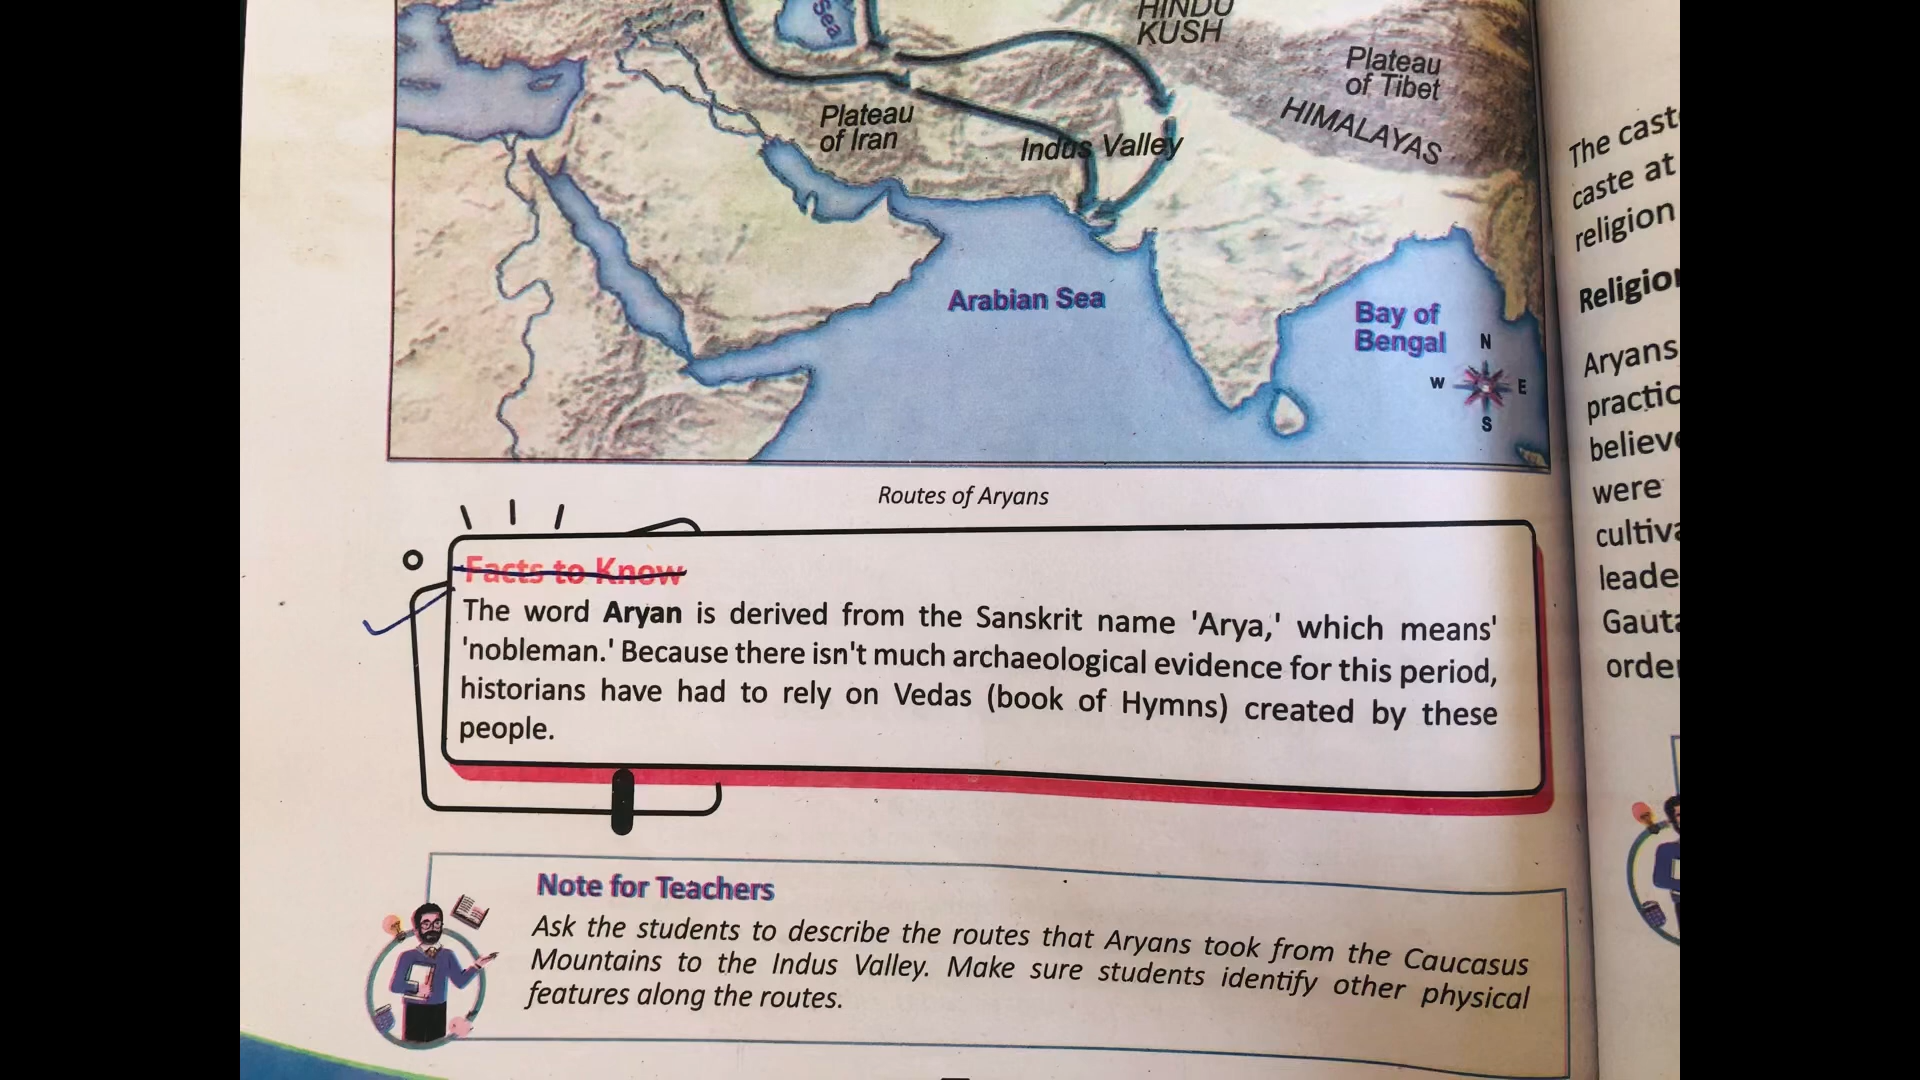 Sea
HINDU
KUSH
Plateau
of Tibet
HIMALAYAS
Plateau
of Iran
Indus Valley
Arabian Sea
Bay of
Bengal
N
W
E
S
Routes of Aryans
Facts to Know
The word Aryan is derived from the Sanskrit name 'Arya,' which means'
'nobleman.' Because there isn't much archaeological evidence for this period,
historians have had to rely on Vedas (book of Hymns) created by these
people.
Note for Teachers
Ask the students to describe the routes that Aryans took from the Caucasus
Mountains to the Indus Valley. Make sure students identify other physical
features along the routes.
The cast
caste at
religion
Religio
Aryans
practic
believe
were
cultiva
leade
Gauta
order